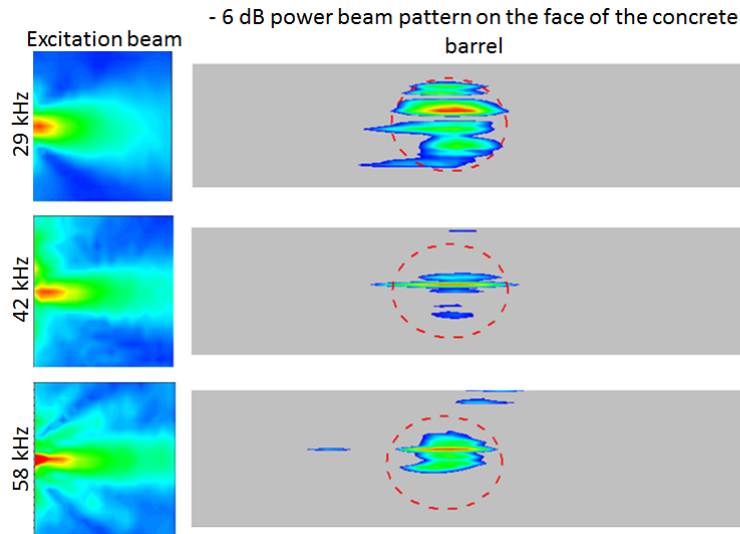 - 6 dB power beam pattern on the face of the concrete
barrel
Excitation beam
29 kHz
42 kHz
58 kHz